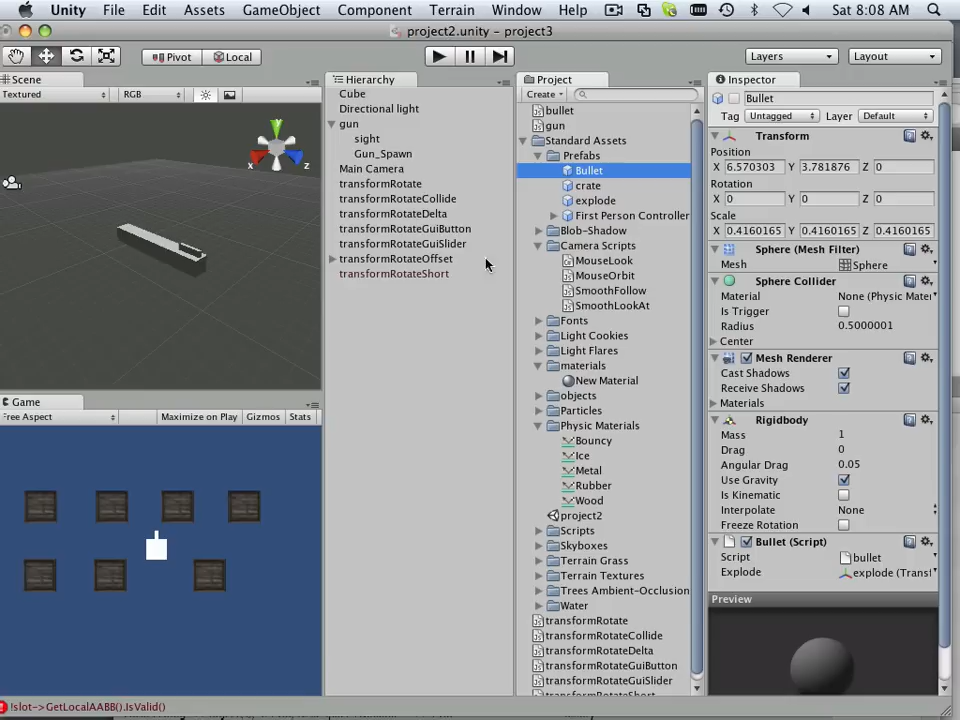 Unity File Edit Assets GameObject Component Terrain Window Help Sat 8:08 AM
project2.unity - project3
Pivot Local Layers Layout
Scene
Textured RGB
Game
Free Aspect Maximize on Play Gizmos Stats
Hierarchy
Cube
Directional light
gun
sight
Gun_Spawn
Main Camera
transformRotate
transformRotateCollide
transformRotateDelta
transformRotateGuiButton
transformRotateGuiSlider
transformRotateOffset
transformRotateShort
Project
Create
bullet
gun
Standard Assets
Prefabs
Bullet
crate
explode
First Person Controller
Blob-Shadow
Camera Scripts
MouseLook
MouseOrbit
SmoothFollow
SmoothLookAt
Fonts
Light Cookies
Light Flares
materials
New Material
objects
Particles
Physic Materials
Bouncy
Ice
Metal
Rubber
Wood
project2
Scripts
Skyboxes
Terrain Grass
Terrain Textures
Trees Ambient-Occlusion
Water
transformRotate
transformRotateCollide
transformRotateDelta
transformRotateGuiButton
transformRotateGuiSlider
transformRotateShort
Inspector
Bullet
Tag Untagged Layer Default
Transform
Position
X 6.570303 Y 3.781876 Z 0
Rotation
X 0 Y 0 Z 0
Scale
X 0.4160165 Y 0.4160165 Z 0.4160165
Sphere (Mesh Filter)
Mesh Sphere
Sphere Collider
Material None (Physic Mater
Is Trigger
Radius 0.5000001
Center
Mesh Renderer
Cast Shadows
Receive Shadows
Materials
Rigidbody
Mass 1
Drag 0
Angular Drag 0.05
Use Gravity
Is Kinematic
Interpolate None
Freeze Rotation
Bullet (Script)
Script bullet
Explode explode (Transf
Preview
!slot->GetLocalAABB().IsValid()